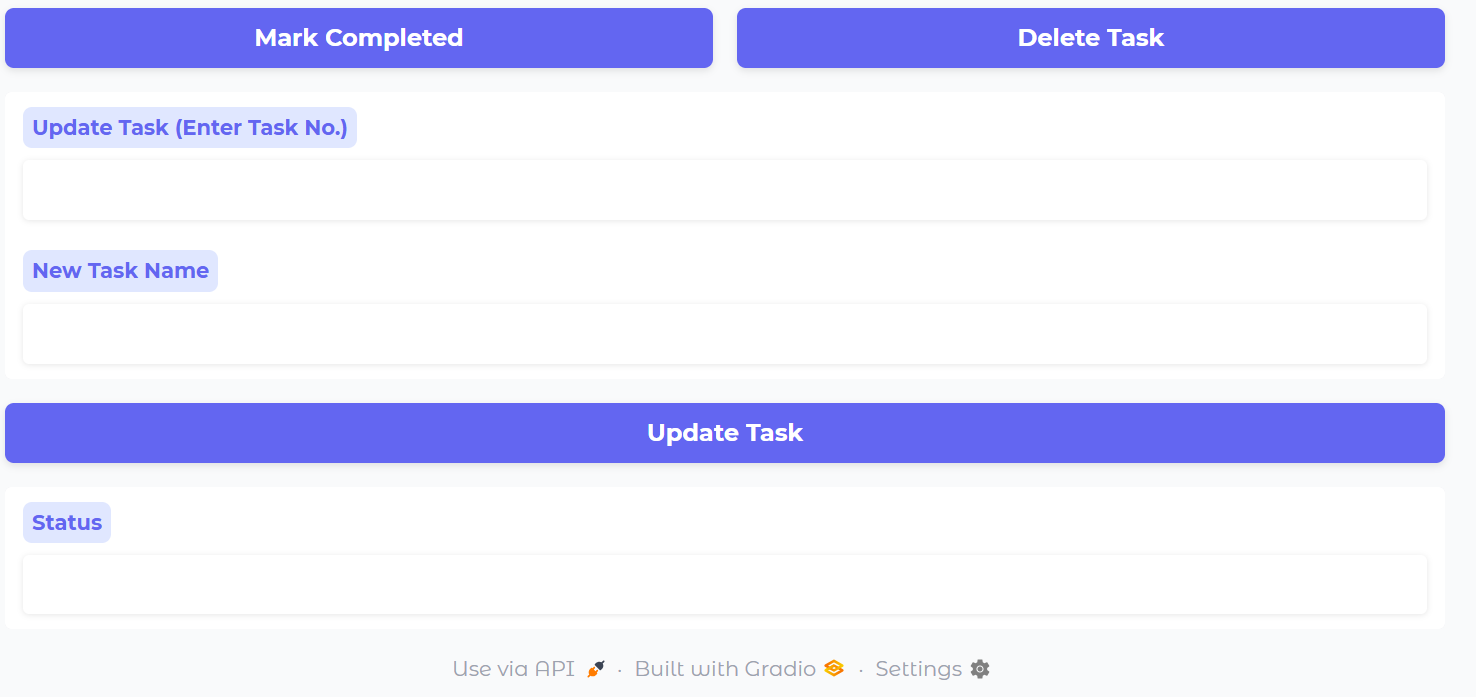 Mark Completed
Delete Task
Update Task (Enter Task No.)
New Task Name
Update Task
Status
Use via API · Built with Gradio · Settings